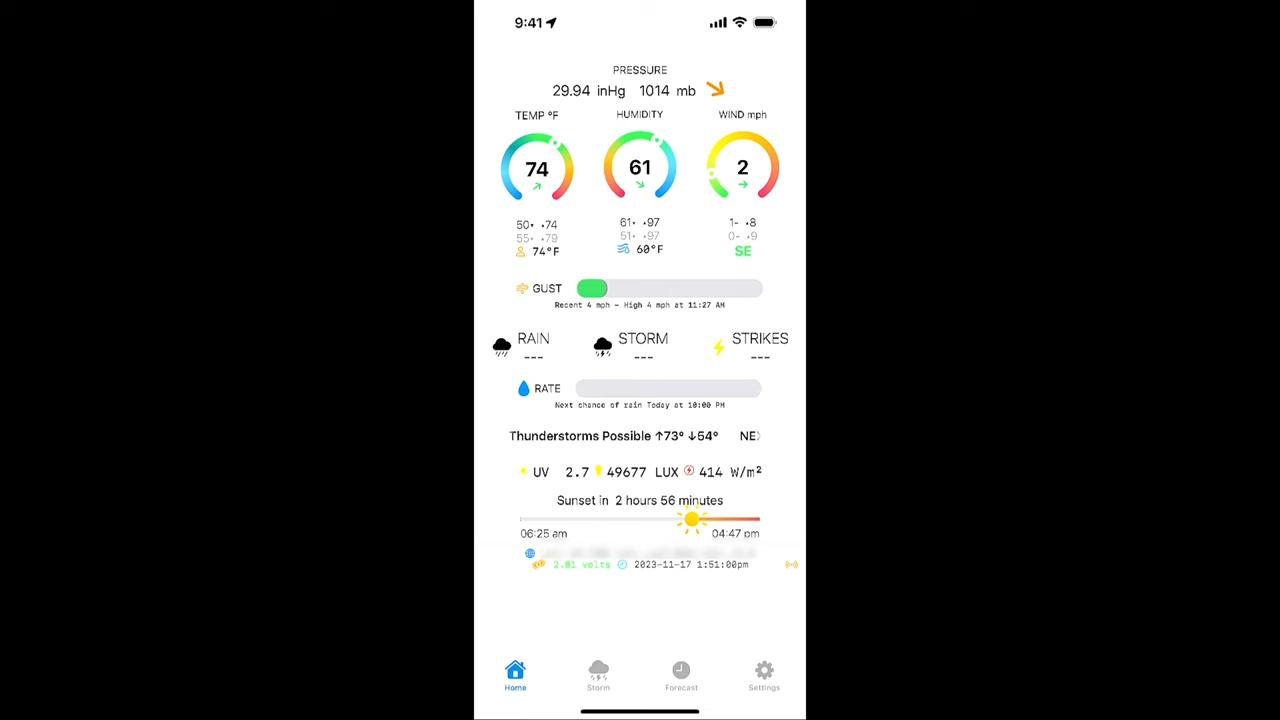 9:41
PRESSURE
29.94 inHg 1014 mb
TEMP °F HUMIDITY WIND mph
74 61 2
50▾ ▴74 61▾ ▴97 1- ▴8
55▾ ▴79 51▾ ▴97 0- ▴9
74°F 60°F SE
GUST
Recent 4 mph - High 4 mph at 11:27 AM
RAIN STORM STRIKES
--- --- ---
RATE
Next chance of rain Today at 10:00 PM
Thunderstorms Possible ↑73° ↓54° NE
UV 2.7 49677 LUX 414 W/m²
Sunset in 2 hours 56 minutes
06:25 am 04:47 pm
2.81 volts 2023-11-17 1:51:00pm
Home Storm Forecast Settings